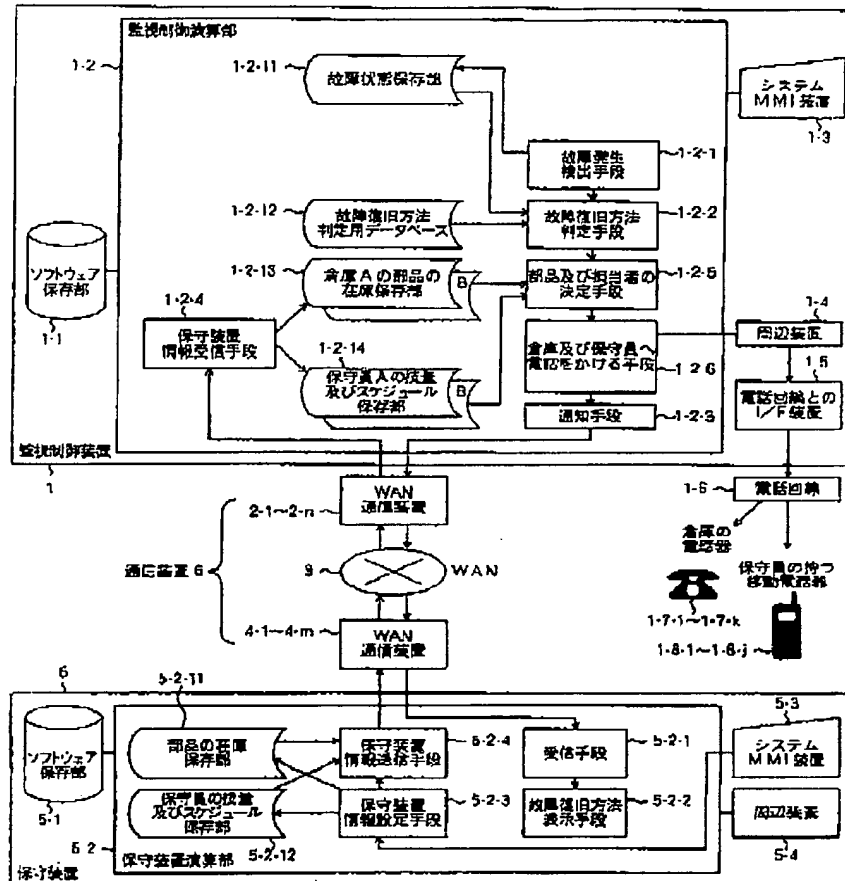 監視制御演算部
1-2
1-2-11
故障状態保存部
システム
MMI装置
1-3
故障発生
検出手段
1-2-1
1-2-12
故障復旧方法
判定用データベース
故障復旧方法
判定手段
1-2-2
1-2-13
倉庫Aの部品の
在庫保存部
B
部品及び担当者の
決定手段
1-2-5
ソフトウェア
保存部
1-1
1-2-4
保守装置
情報受信手段
1-2-14
保守員Aの技量
及びスケジュール
保存部
B
倉庫及び保守員へ
電話をかける手段
1-2-6
通知手段
1-2-3
1-4
周辺装置
1-5
電話回線との
I/F装置
監視制御装置
1
1-6
電話回線
倉庫の
電話器
保守員の持つ
移動電話器
1-7-1～1-7-k
1-8-1～1-8-j
WAN
通信装置
2-1～2-n
通信装置 6
3
WAN
WAN
通信装置
4-1～4-m
5-2-11
ソフトウェア
保存部
5-1
部品の在庫
保存部
保守装置
情報送信手段
5-2-4
受信手段
5-2-1
5-3
システム
MMI装置
保守員の技量
及びスケジュール
保存部
5-2-12
保守装置
情報設定手段
5-2-3
故障復旧方法
表示手段
5-2-2
周辺装置
5-4
5-2
保守装置演算部
保守装置